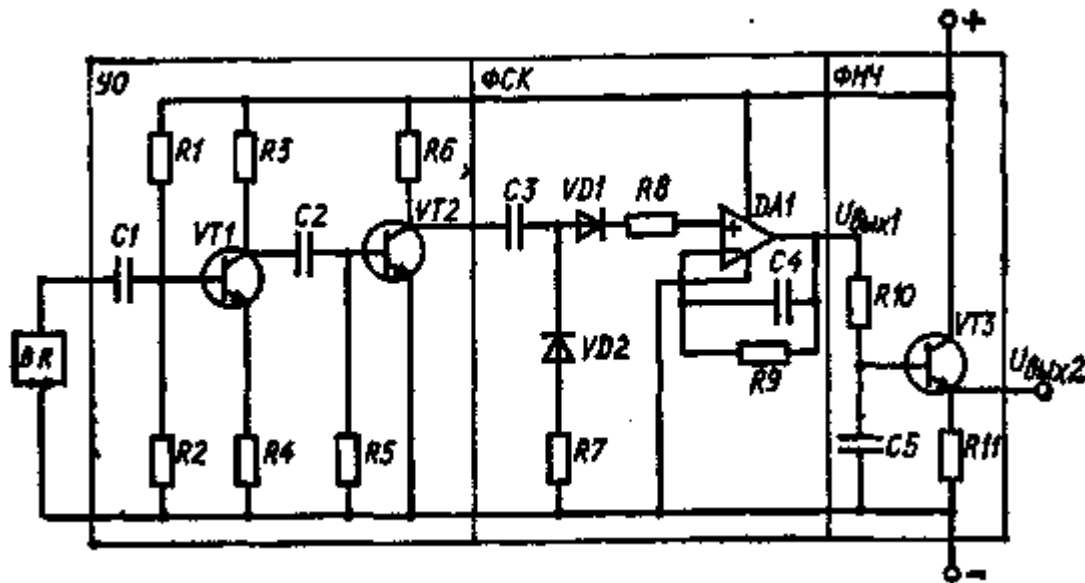 +
УО
ФСК
ФНЧ
R1
R3
R6
C1
VT1
C2
VT2
C3
VD1
R8
DA1
Uвых1
C4
R10
VT3
BR
VD2
R9
Uвых2
R2
R4
R5
R7
C5
R11
-